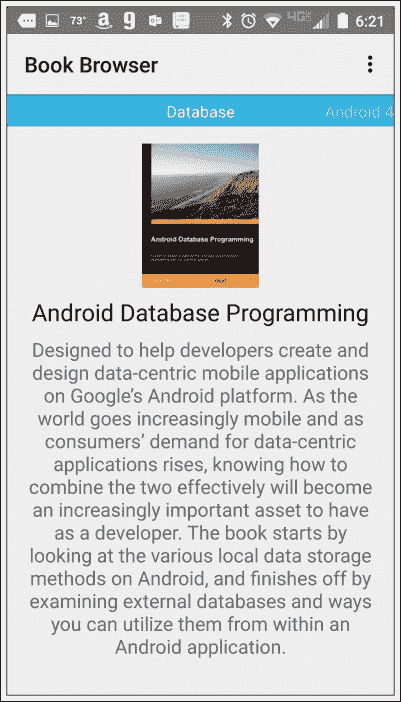 73° a g 4G 6:21
Book Browser
Database Android 4
Android Database Programming
Android Database Programming
Designed to help developers create and
design data-centric mobile applications
on Google's Android platform. As the
world goes increasingly mobile and as
consumers' demand for data-centric
applications rises, knowing how to
combine the two effectively will become
an increasingly important asset to have
as a developer. The book starts by
looking at the various local data storage
methods on Android, and finishes off by
examining external databases and ways
you can utilize them from within an
Android application.